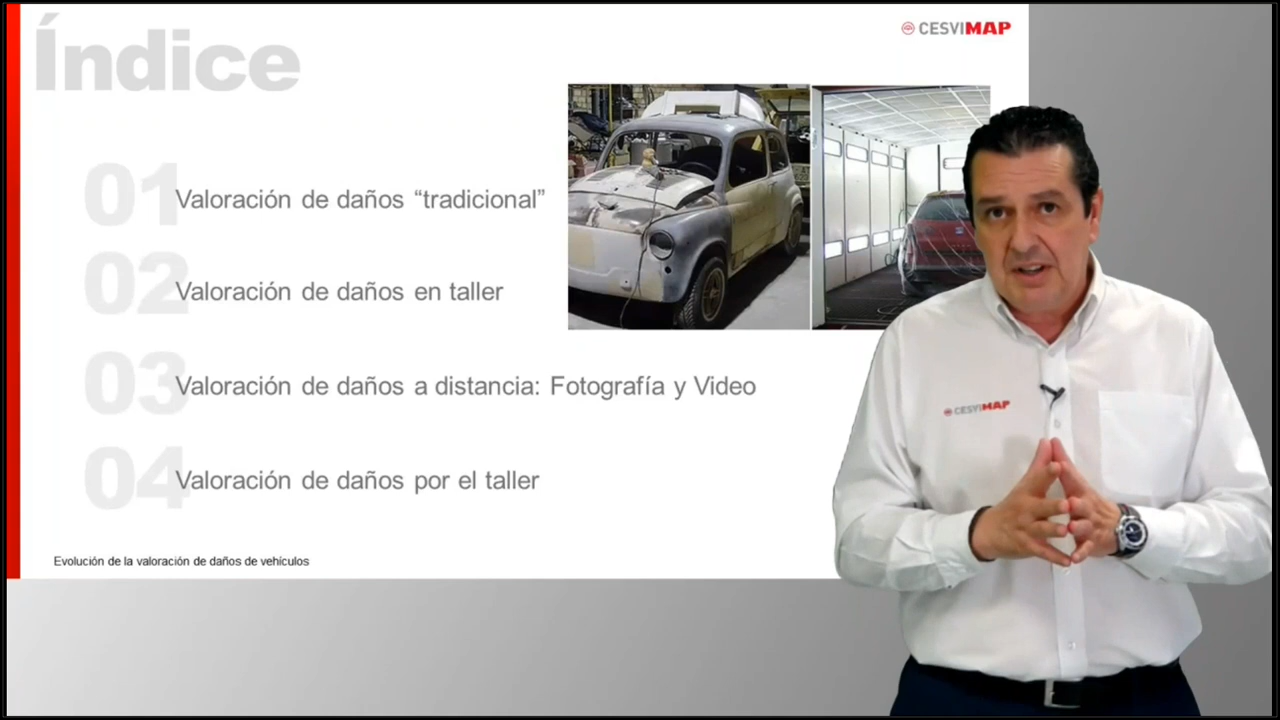 Índice
CESVIMAP
01 Valoración de daños “tradicional”
02 Valoración de daños en taller
03 Valoración de daños a distancia: Fotografía y Video
04 Valoración de daños por el taller
CESVIMAP
Evolución de la valoración de daños de vehículos